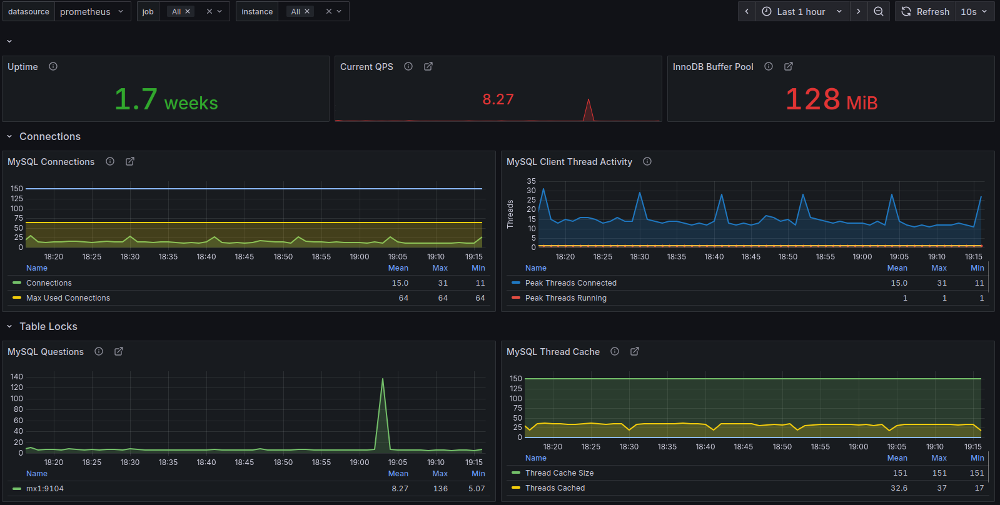 datasource prometheus job All instance All Last 1 hour Refresh 10s
Uptime
1.7 weeks
Current QPS
8.27
InnoDB Buffer Pool
128 MiB
Connections
MySQL Connections
150
125
100
75
50
25
0
18:20 18:25 18:30 18:35 18:40 18:45 18:50 18:55 19:00 19:05 19:10 19:15
Name Mean Max Min
Connections 15.0 31 11
Max Used Connections 64 64 64
MySQL Client Thread Activity
Threads
35
30
25
20
15
10
5
0
18:20 18:25 18:30 18:35 18:40 18:45 18:50 18:55 19:00 19:05 19:10 19:15
Name Mean Max Min
Peak Threads Connected 15.0 31 11
Peak Threads Running 1 1 1
Table Locks
MySQL Questions
140
120
100
80
60
40
20
0
18:20 18:25 18:30 18:35 18:40 18:45 18:50 18:55 19:00 19:05 19:10 19:15
Name Mean Max Min
mx1:9104 8.27 136 5.07
MySQL Thread Cache
150
125
100
75
50
25
0
18:20 18:25 18:30 18:35 18:40 18:45 18:50 18:55 19:00 19:05 19:10 19:15
Name Mean Max Min
Thread Cache Size 151 151 151
Threads Cached 32.6 37 17